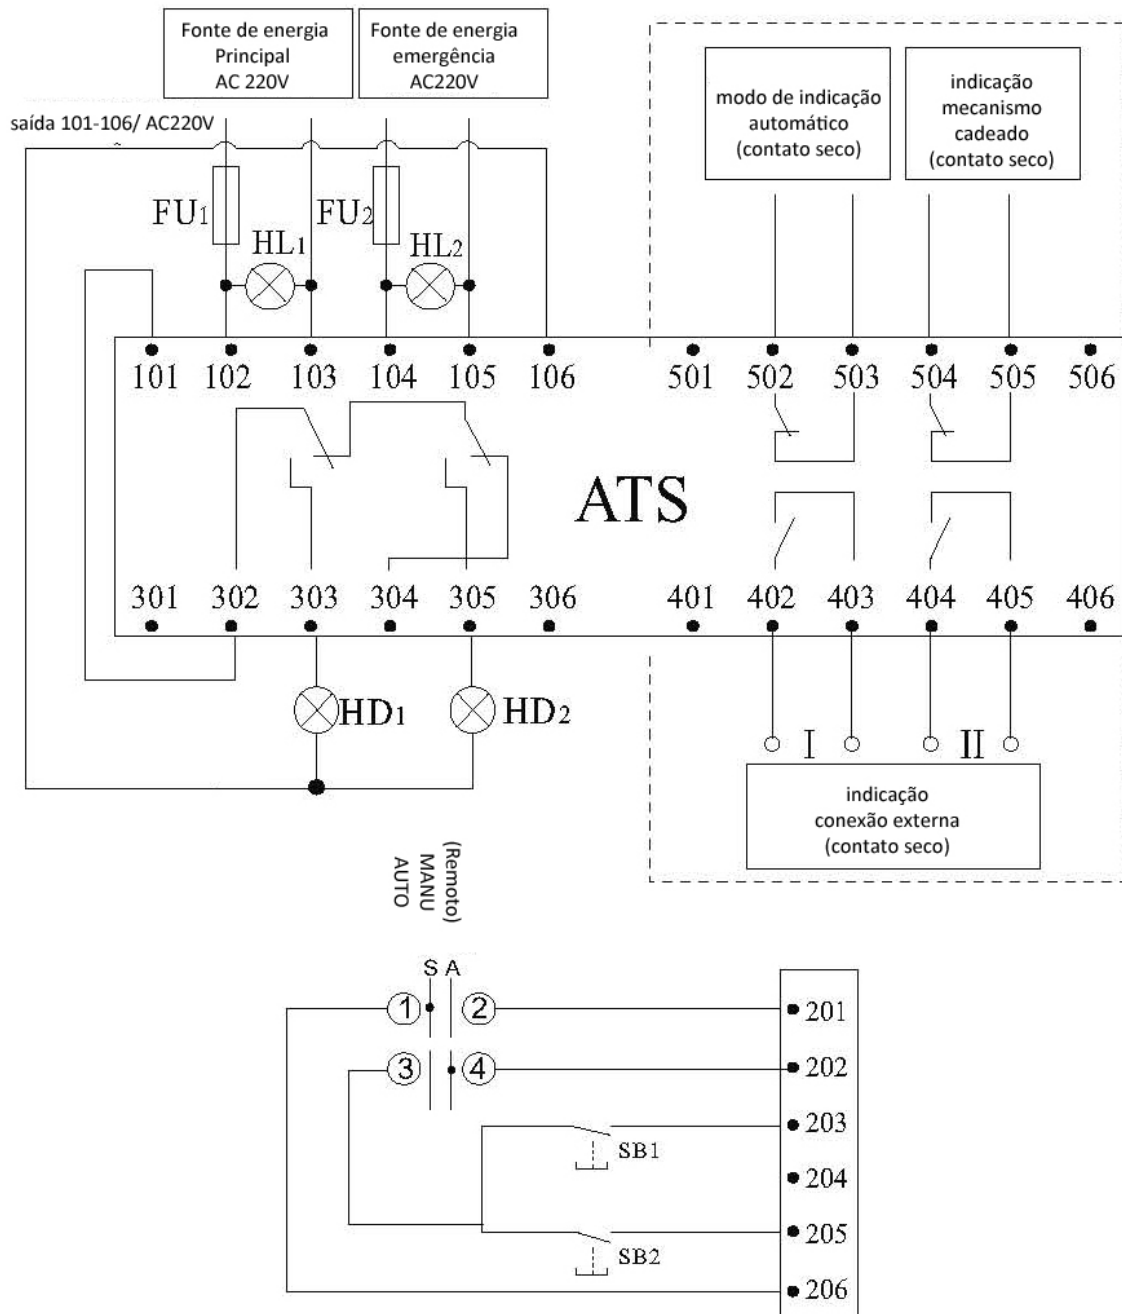 Fonte de energia
Principal
AC 220V
Fonte de energia
emergência
AC220V
modo de indicação
automático
(contato seco)
indicação
mecanismo
cadeado
(contato seco)
saída 101-106/ AC220V
FU1
FU2
HL1
HL2
101 102 103 104 105 106
501 502 503 504 505 506
ATS
301 302 303 304 305 306
401 402 403 404 405 406
HD1
HD2
I
II
indicação
conexão externa
(contato seco)
(Remoto)
MANU
AUTO
S A
1 2
201
3 4
202
203
SB1
204
205
SB2
206